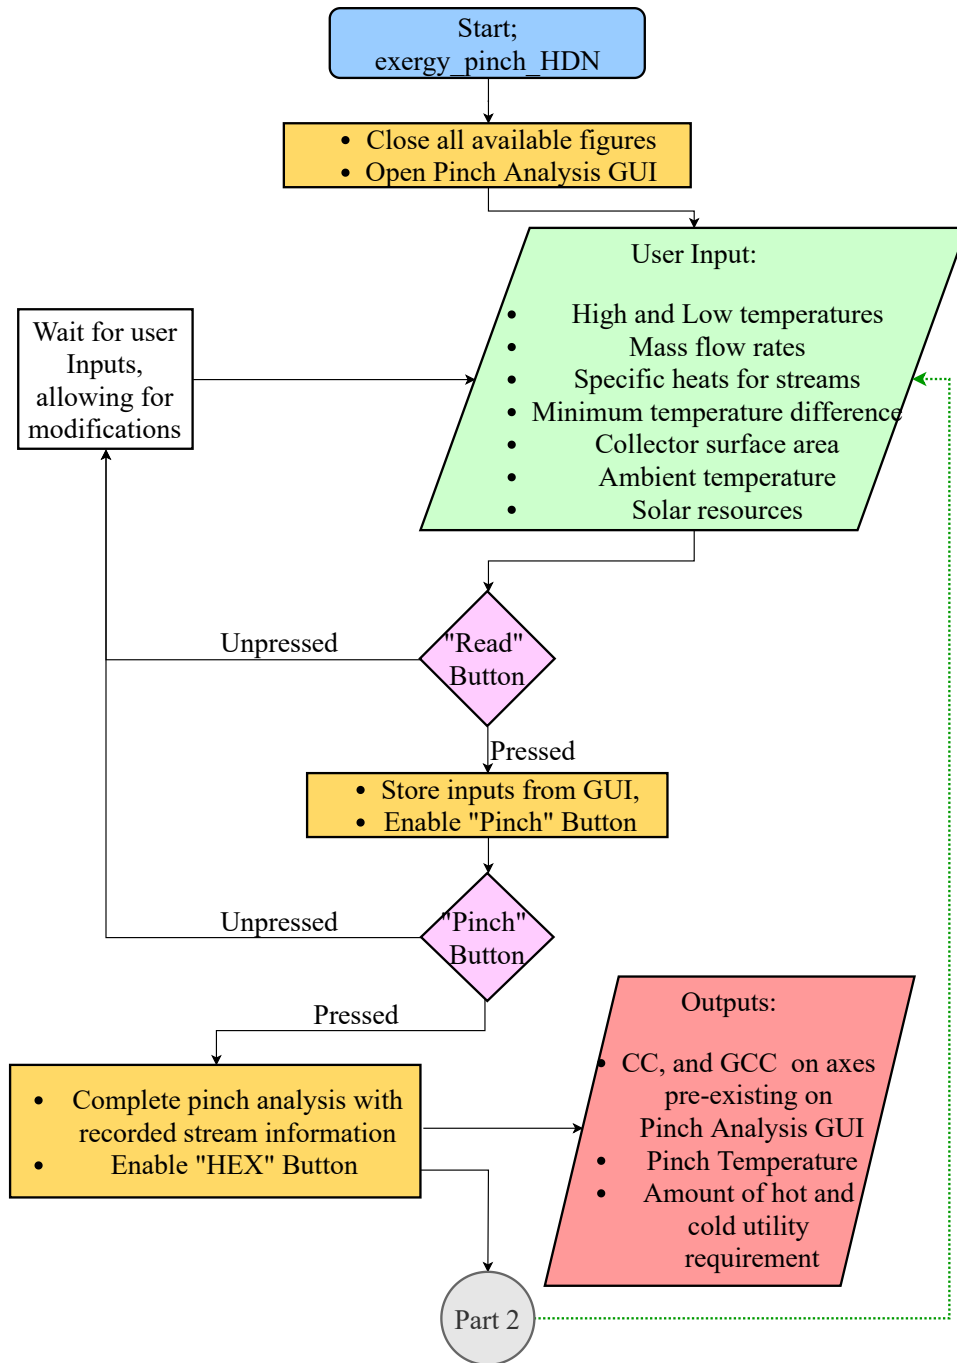 Start;
exergy_pinch_HDN
• Close all available figures
• Open Pinch Analysis GUI
User Input:
• High and Low temperatures
• Mass flow rates
• Specific heats for streams
• Minimum temperature difference
• Collector surface area
• Ambient temperature
• Solar resources
Wait for user
Inputs,
allowing for
modifications
"Read"
Button
Unpressed
Pressed
• Store inputs from GUI,
• Enable "Pinch" Button
"Pinch"
Button
Unpressed
Pressed
• Complete pinch analysis with
recorded stream information
• Enable "HEX" Button
Outputs:
• CC, and GCC on axes
pre-existing on
Pinch Analysis GUI
• Pinch Temperature
• Amount of hot and
cold utility
requirement
Part 2